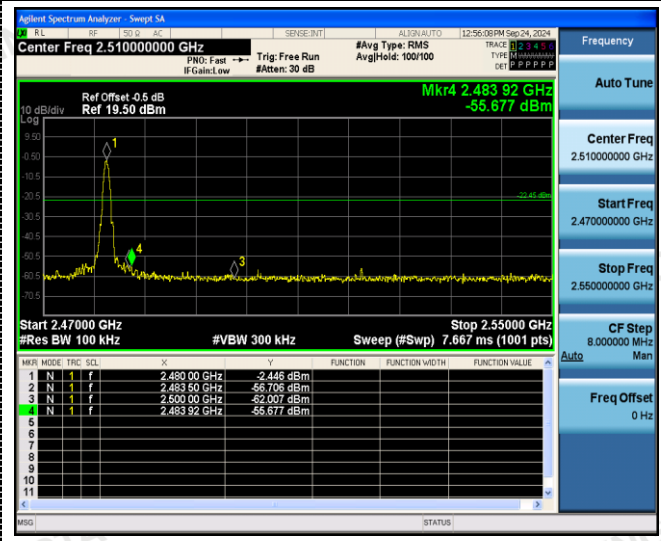 Agilent Spectrum Analyzer - Swept SA
RL RF 50 Ω AC SENSE:INT ALIGN AUTO 12:56:08 PM Sep 24, 2024
Center Freq 2.510000000 GHz
PNO: Fast
IFGain:Low
Trig: Free Run
#Atten: 30 dB
#Avg Type: RMS
Avg|Hold: 100/100
TRACE 1 2 3 4 5 6
TYPE M
DET P P P P P P
Ref Offset -0.5 dB
Ref 19.50 dBm
10 dB/div
Log
Mkr4 2.483 92 GHz
-55.677 dBm
9.50
-0.50
-10.5
-20.5
-30.5
-40.5
-50.5
-60.5
-70.5
1
4
3
-22.45 dBm
Start 2.47000 GHz
Stop 2.55000 GHz
#Res BW 100 kHz
#VBW 300 kHz
Sweep (#Swp) 7.667 ms (1001 pts)
MKR MODE TRC SCL X Y FUNCTION FUNCTION WIDTH FUNCTION VALUE
1 N 1 f 2.480 00 GHz -2.446 dBm
2 N 1 f 2.483 50 GHz -56.706 dBm
3 N 1 f 2.500 00 GHz -62.007 dBm
4 N 1 f 2.483 92 GHz -55.677 dBm
5
6
7
8
9
10
11
MSG STATUS
Frequency
Auto Tune
Center Freq
2.510000000 GHz
Start Freq
2.470000000 GHz
Stop Freq
2.550000000 GHz
CF Step
8.000000 MHz
Auto Man
Freq Offset
0 Hz